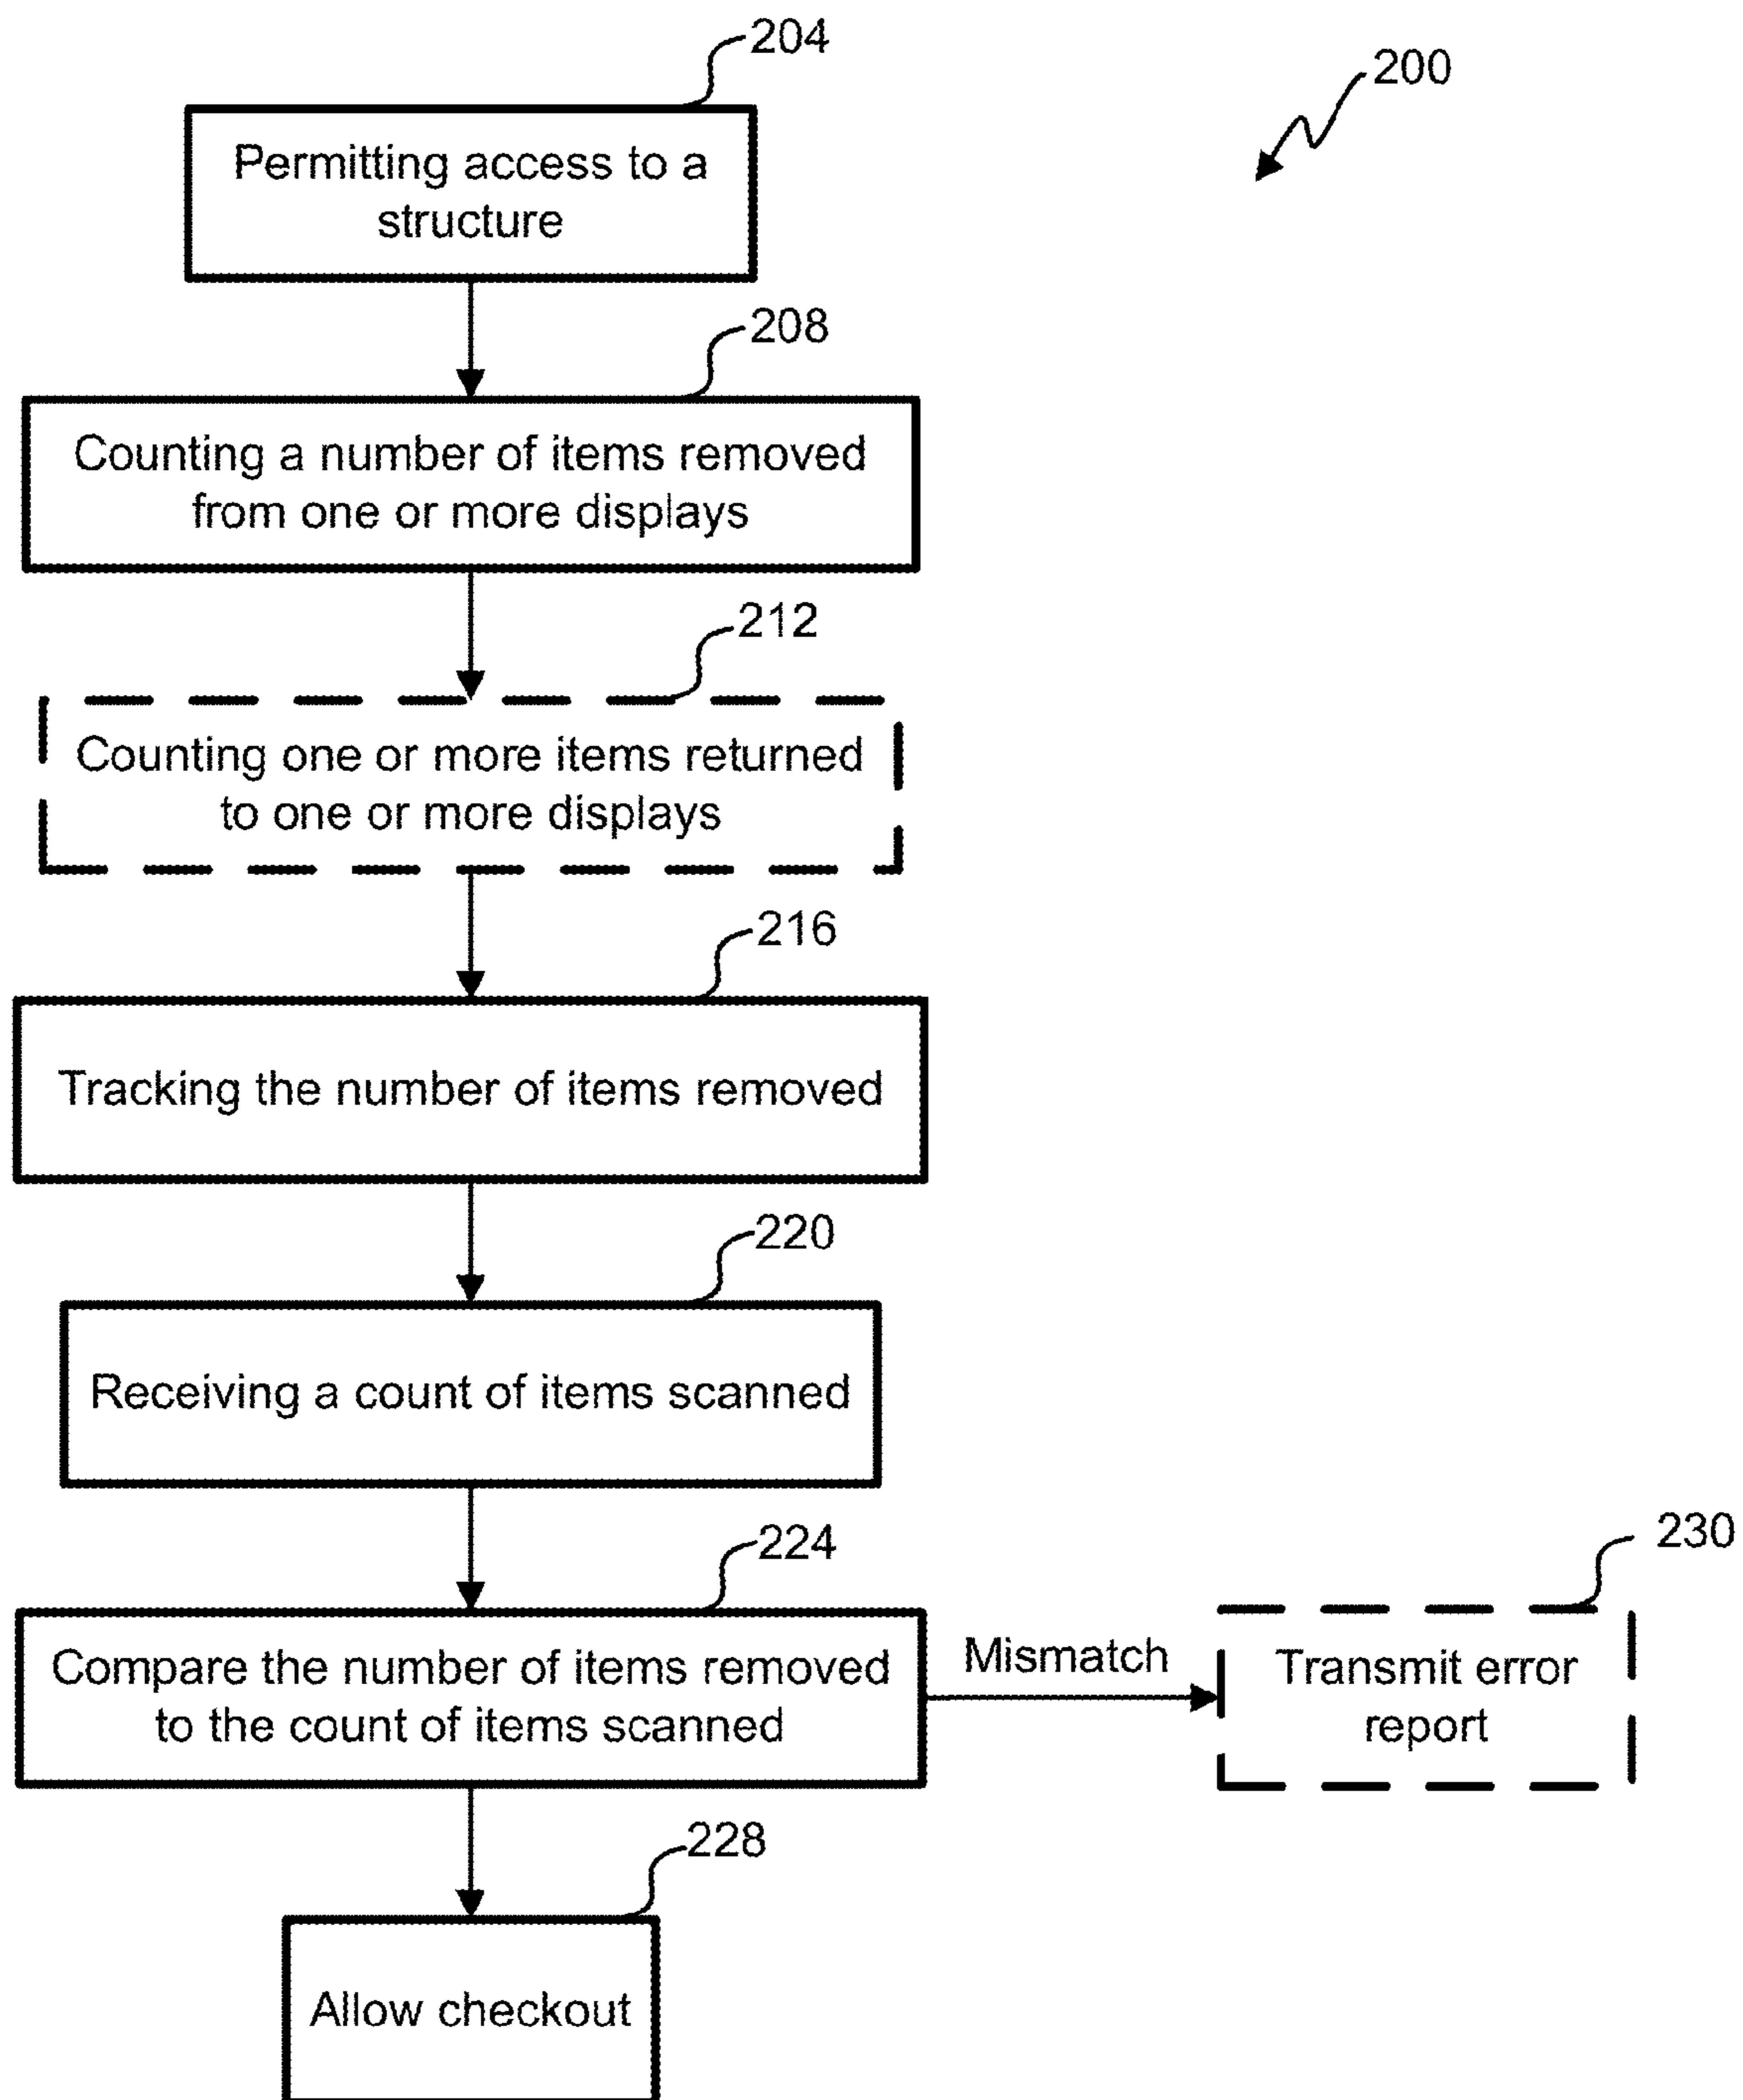 204
200
Permitting access to a
structure
208
Counting a number of items removed
from one or more displays
212
Counting one or more items returned
to one or more displays
216
Tracking the number of items removed
220
Receiving a count of items scanned
224
230
Compare the number of items removed
to the count of items scanned
Mismatch
Transmit error
report
228
Allow checkout